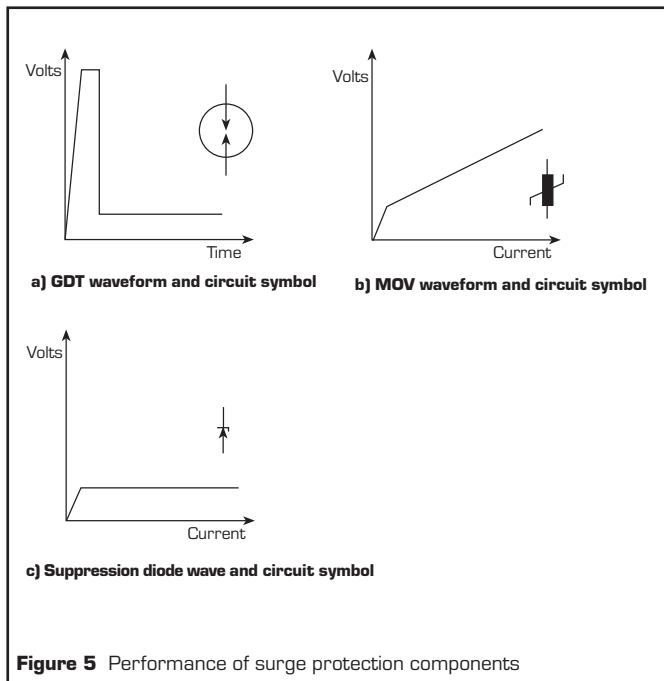 Volts
Time
a) GDT waveform and circuit symbol
Volts
Current
b) MOV waveform and circuit symbol
Volts
Current
c) Suppression diode wave and circuit symbol
Figure 5 Performance of surge protection components